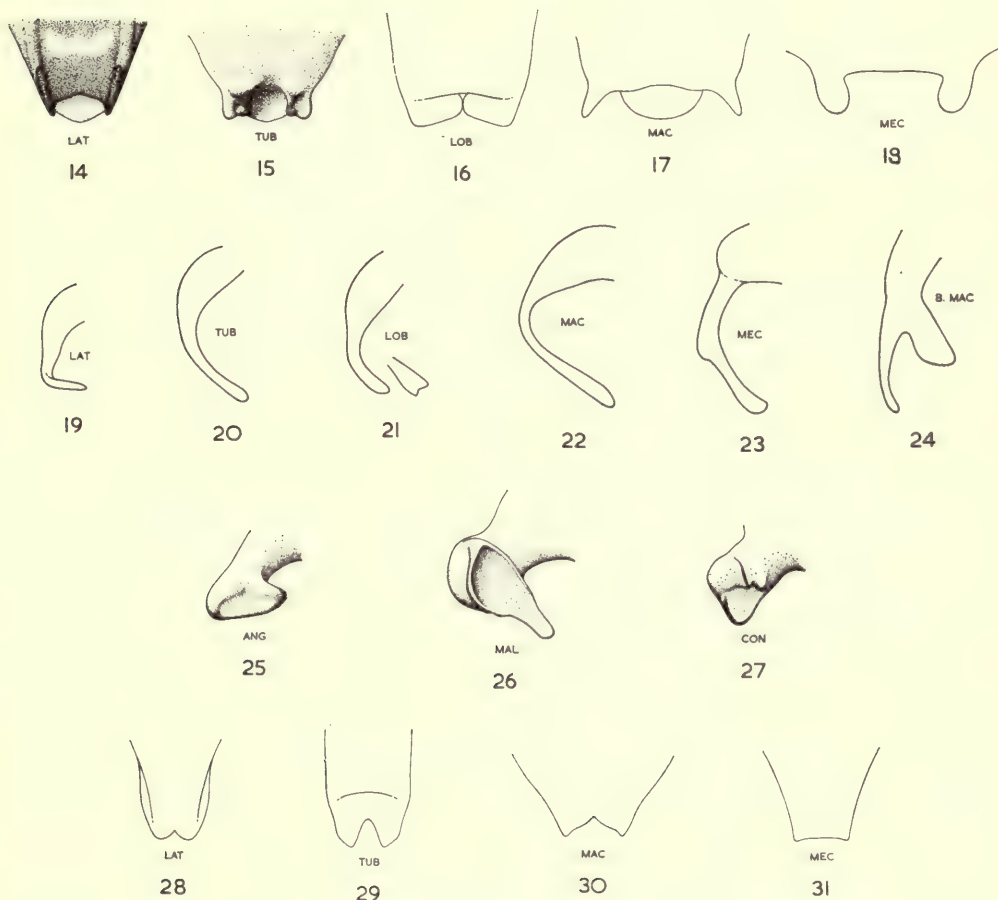 LAT TUB LOB MAC MEC
14 15 16 17 18
LAT TUB LOB MAC MEC B. MAC
19 20 21 22 23 24
ANG MAL CON
25 26 27
LAT TUB MAC MEC
28 29 30 31